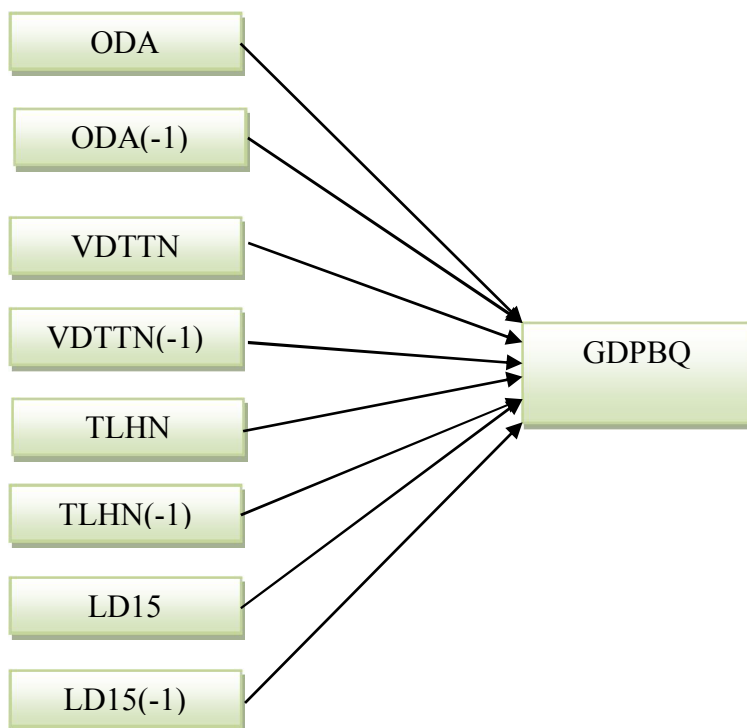 ODA
ODA(-1)
VDTTN
VDTTN(-1)
TLHN
TLHN(-1)
LD15
LD15(-1)
GDPBQ